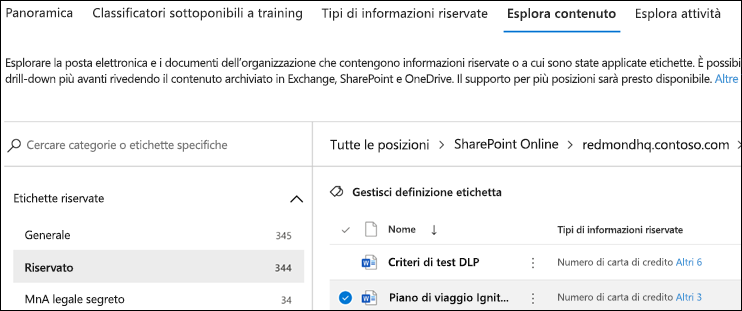 Panoramica Classificatori sottoponibili a training Tipi di informazioni riservate Esplora contenuto Esplora attività
Esplorare la posta elettronica e i documenti dell'organizzazione che contengono informazioni riservate o a cui sono state applicate etichette. È possibi
drill-down più avanti rivedendo il contenuto archiviato in Exchange, SharePoint e OneDrive. Il supporto per più posizioni sarà presto disponibile. Altre
Cercare categorie o etichette specifiche
Tutte le posizioni > SharePoint Online > redmondhq.contoso.com >
Etichette riservate
Gestisci definizione etichetta
Nome ↓ Tipi di informazioni riservate
Generale 345
Riservato 344
Criteri di test DLP Numero di carta di credito Altri 6
MnA legale segreto 34
Piano di viaggio Ignit... Numero di carta di credito Altri 3